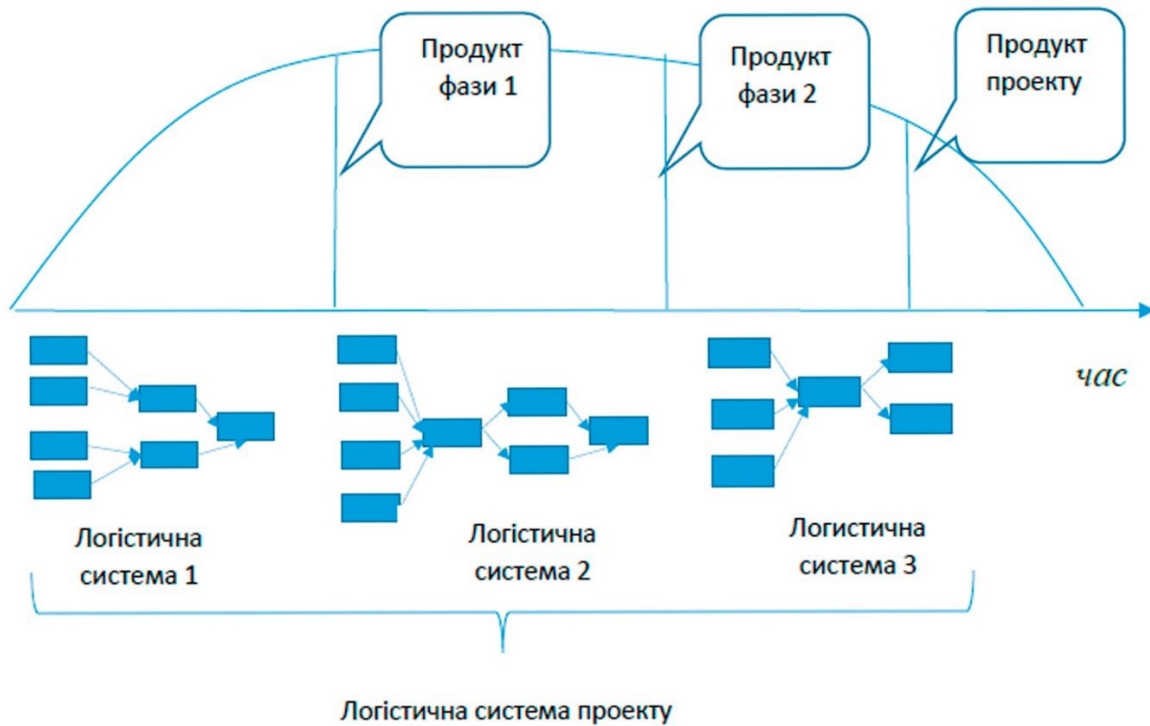 Продукт
фази 1
Продукт
фази 2
Продукт
проекту
час
Логістична
система 1
Логістична
система 2
Логистична
система 3
Логістична система проекту